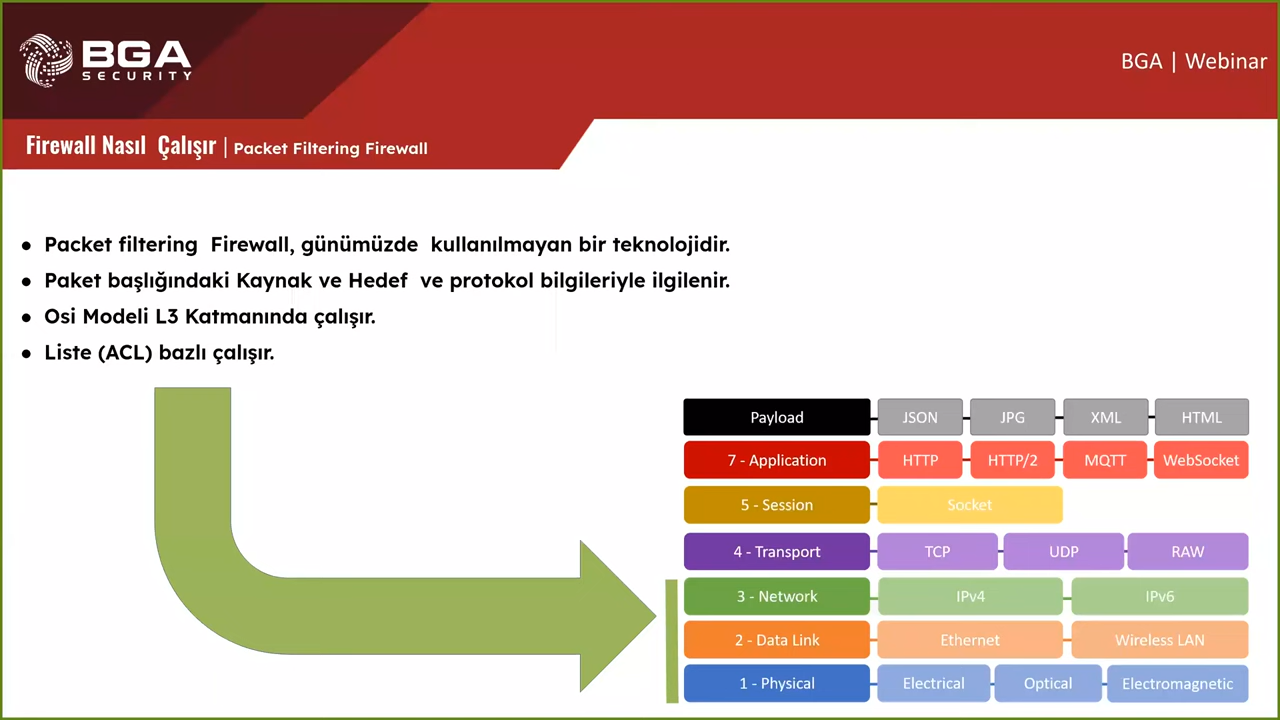 BGA
SECURITY
BGA | Webinar
Firewall Nasıl Çalışır | Packet Filtering Firewall
● Packet filtering Firewall, günümüzde kullanılmayan bir teknolojidir.
● Paket başlığındaki Kaynak ve Hedef ve protokol bilgileriyle ilgilenir.
● Osi Modeli L3 Katmanında çalışır.
● Liste (ACL) bazlı çalışır.
Payload JSON JPG XML HTML
7 - Application HTTP HTTP/2 MQTT WebSocket
5 - Session Socket
4 - Transport TCP UDP RAW
3 - Network IPv4 IPv6
2 - Data Link Ethernet Wireless LAN
1 - Physical Electrical Optical Electromagnetic